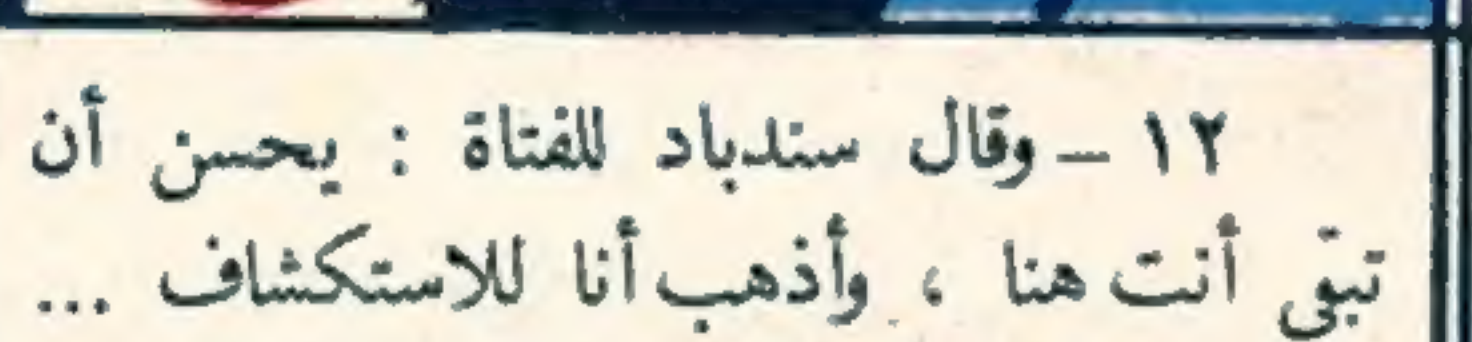 ١٢ – وقال سندباد للفتاة : يحسن أن
تبقى أنت هنا ، وأذهب أنا للاستكشاف ...